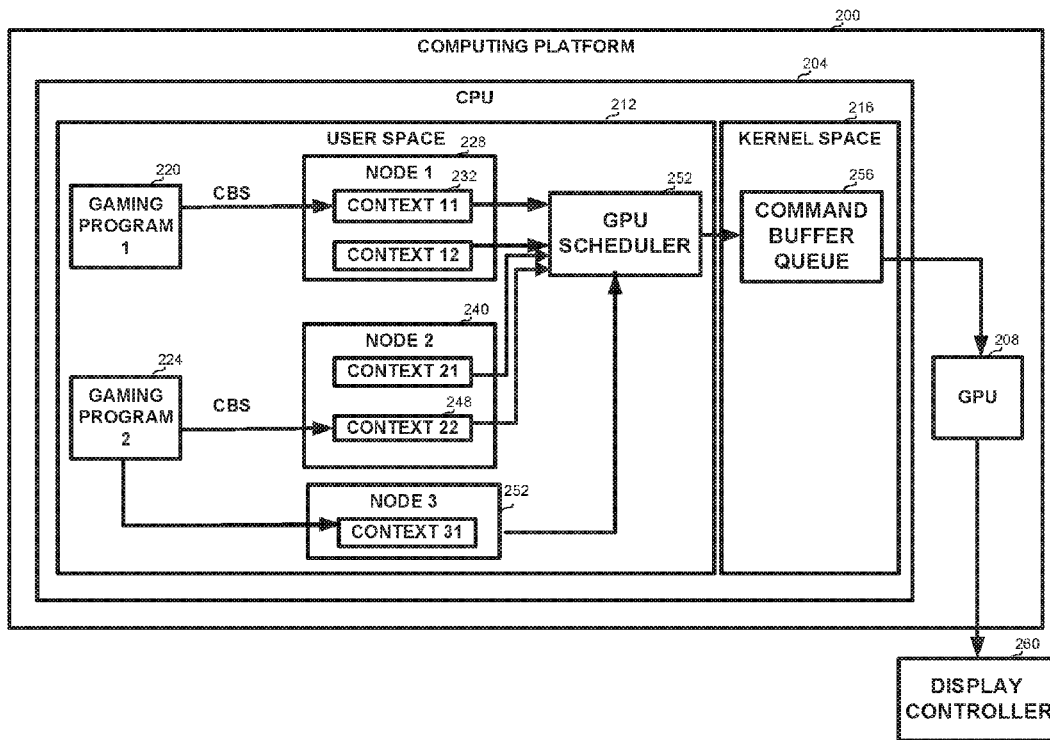 200
COMPUTING PLATFORM
204
CPU
212
216
USER SPACE
KERNEL SPACE
228
220
NODE 1
232
252
256
GAMING
PROGRAM
1
CBS
CONTEXT 11
CONTEXT 12
GPU
SCHEDULER
COMMAND
BUFFER
QUEUE
240
NODE 2
208
224
CONTEXT 21
GPU
GAMING
PROGRAM
2
CBS
248
CONTEXT 22
NODE 3
252
CONTEXT 31
260
DISPLAY
CONTROLLER